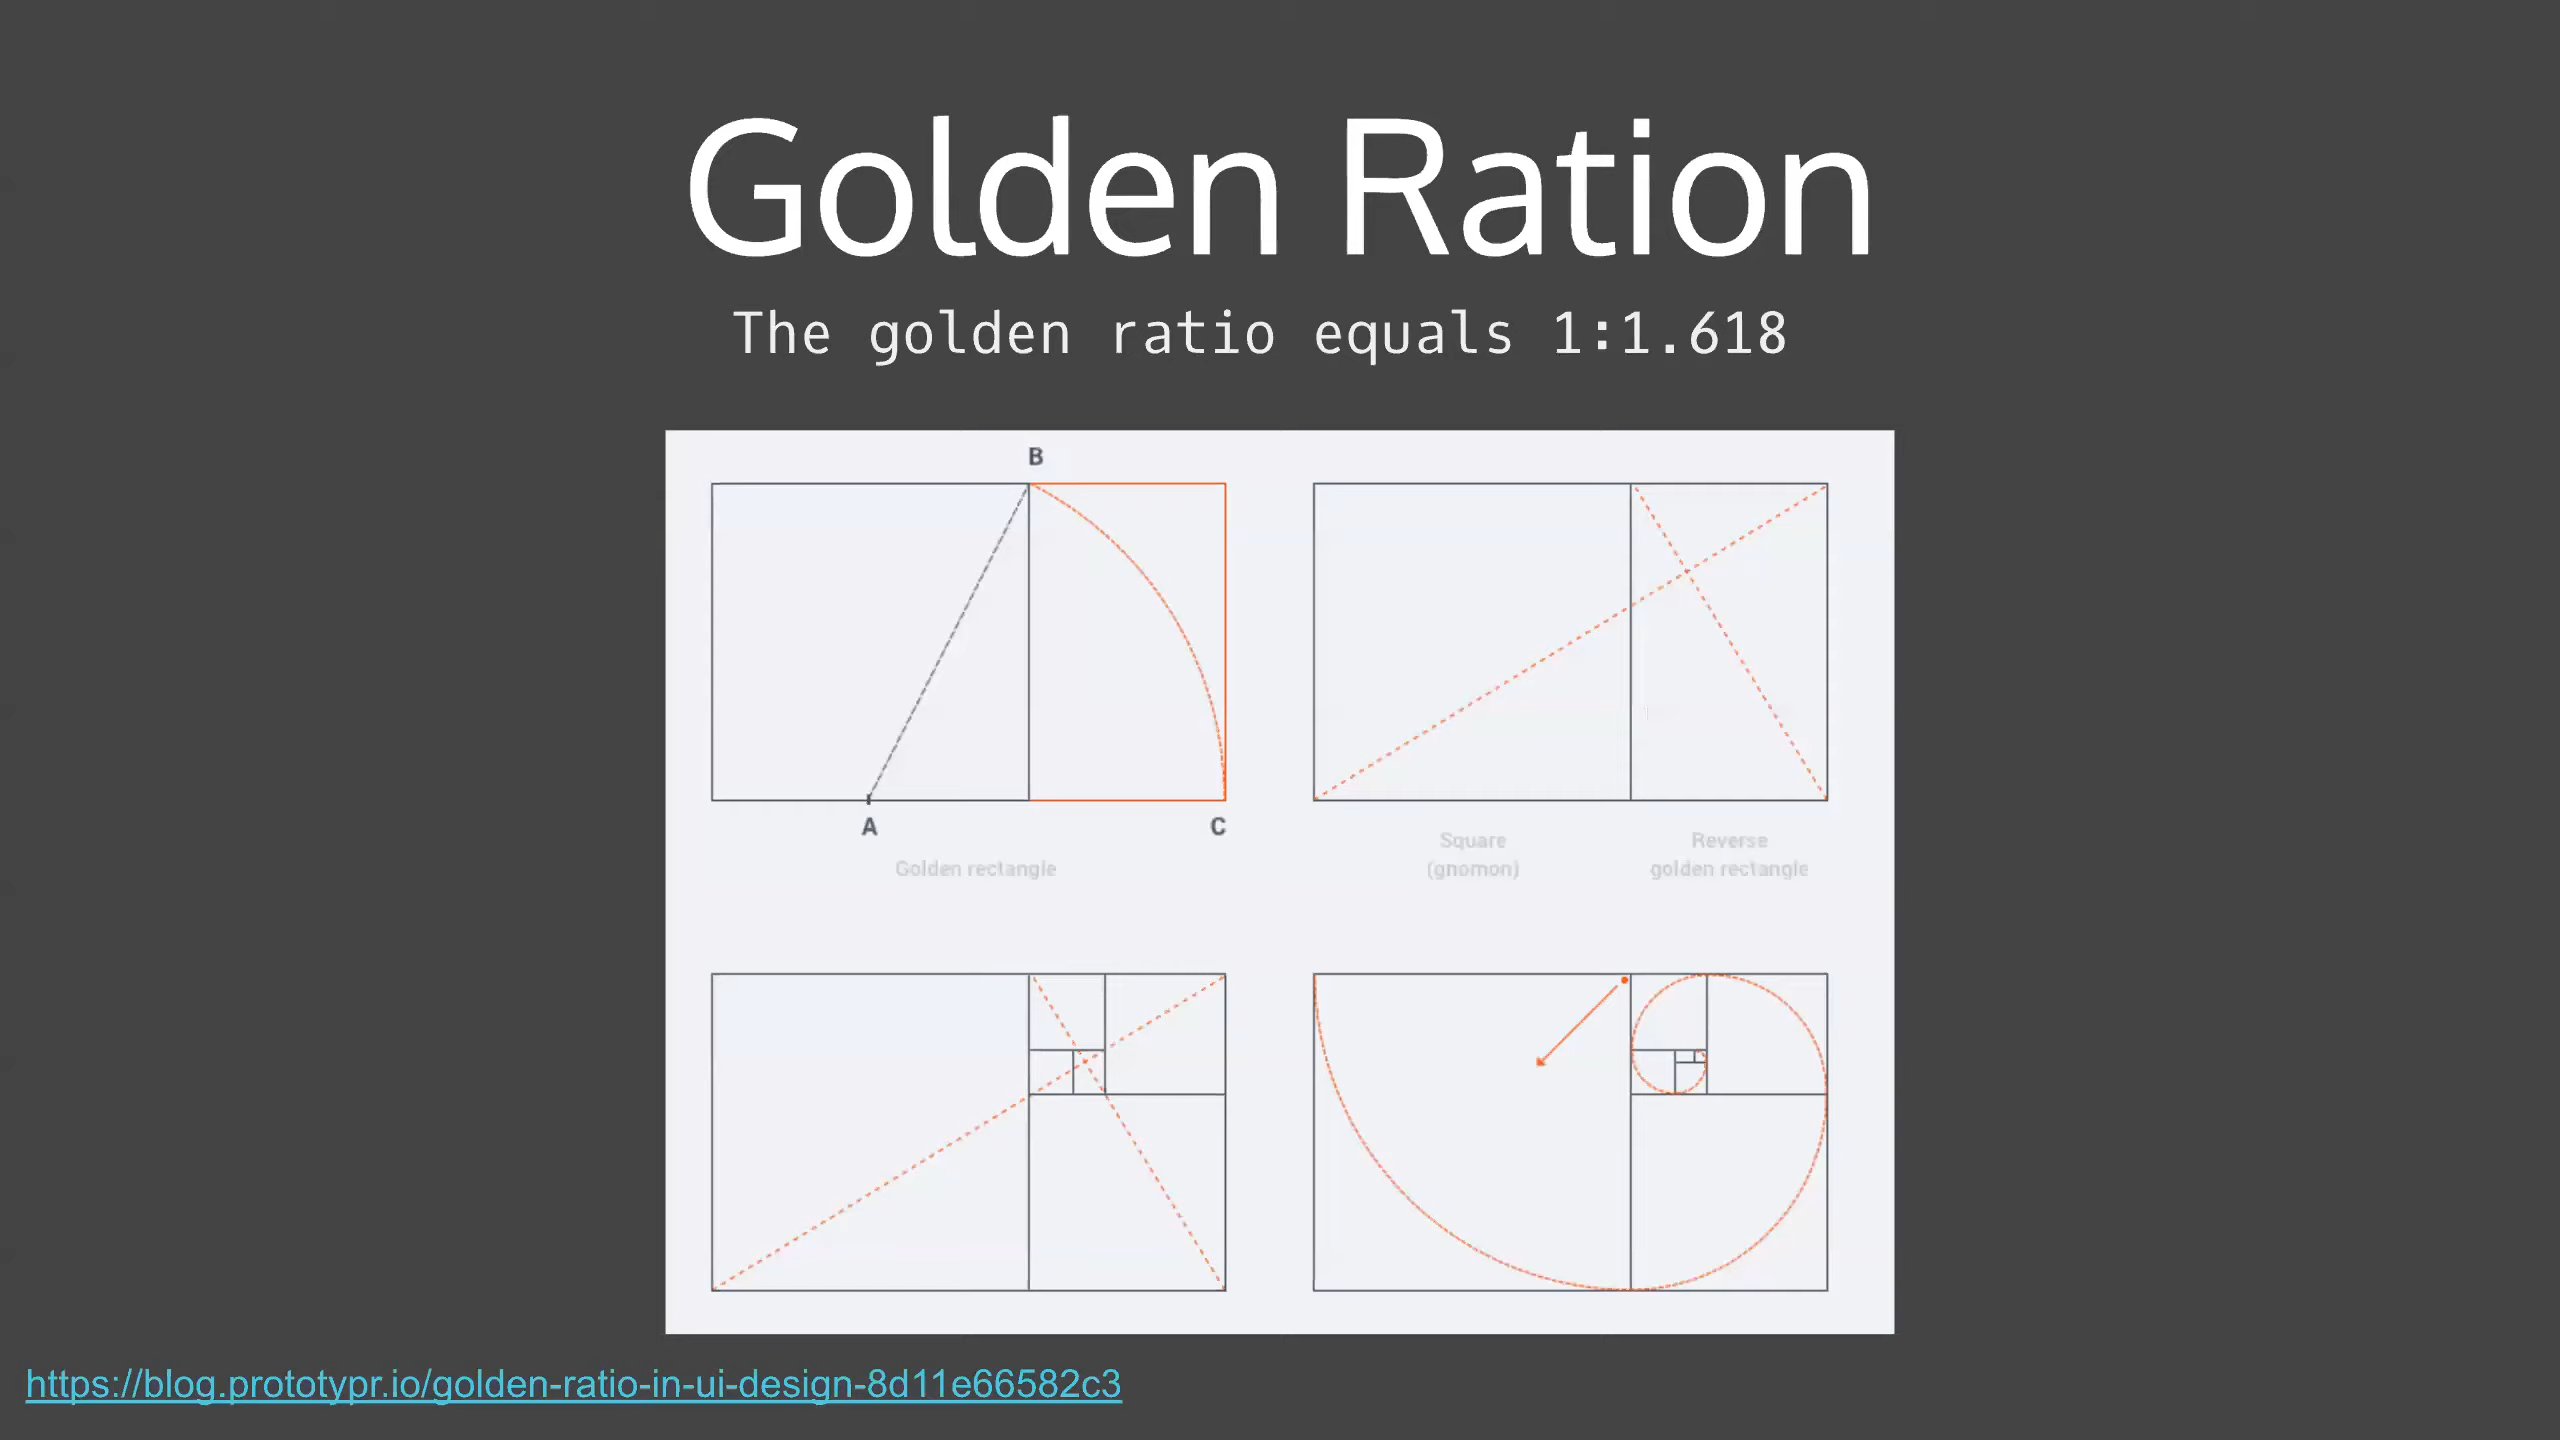 Golden Ration
The golden ratio equals 1:1.618
B
A
C
Golden rectangle
Square
(gnomon)
Reverse
golden rectangle
https://blog.prototypr.io/golden-ratio-in-ui-design-8d11e66582c3